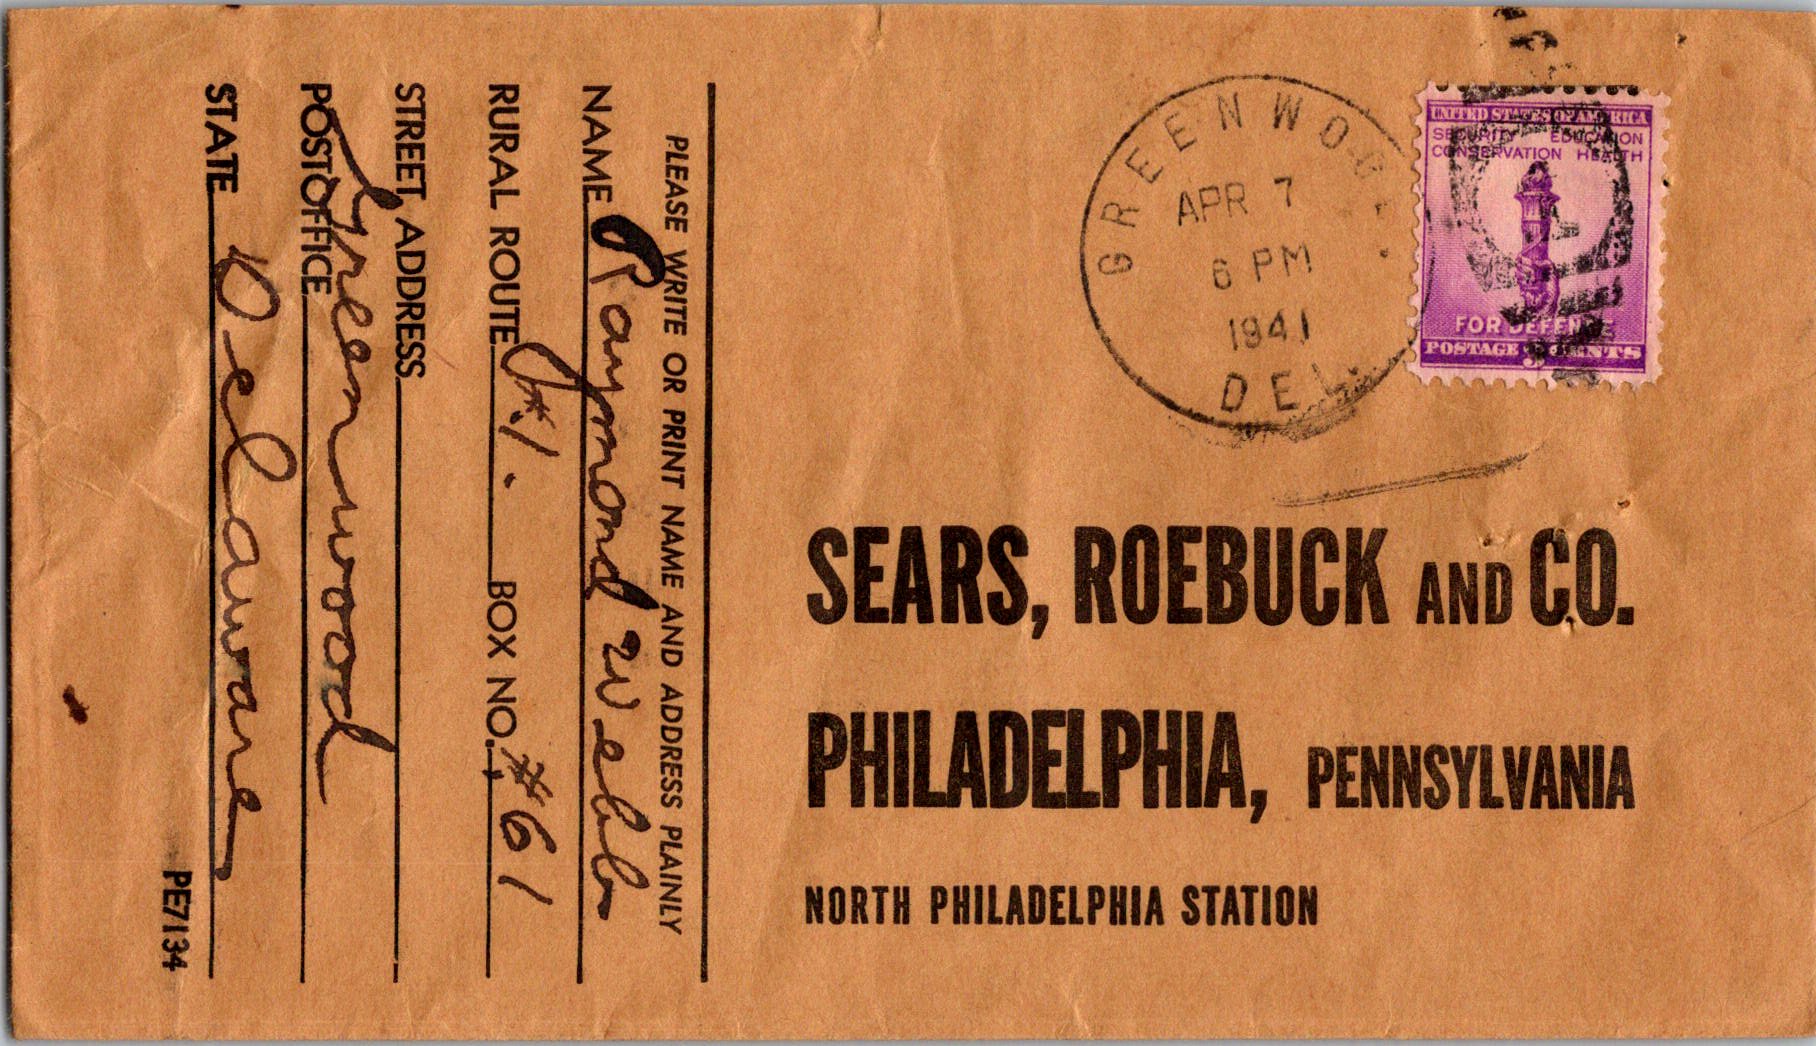 PLEASE WRITE OR PRINT NAME AND ADDRESS PLAINLY
NAME Raymond Webb
RURAL ROUTE #1. BOX NO. #61
STREET ADDRESS
POSTOFFICE Greenwood
STATE Delaware
PE7134
GREENWOOD
APR 7
6 PM
1941
DEL.
UNITED STATES OF AMERICA
SECURITY EDUCATION
CONSERVATION HEALTH
FOR DEFENSE
POSTAGE 3 CENTS
SEARS, ROEBUCK AND CO.
PHILADELPHIA, PENNSYLVANIA
NORTH PHILADELPHIA STATION